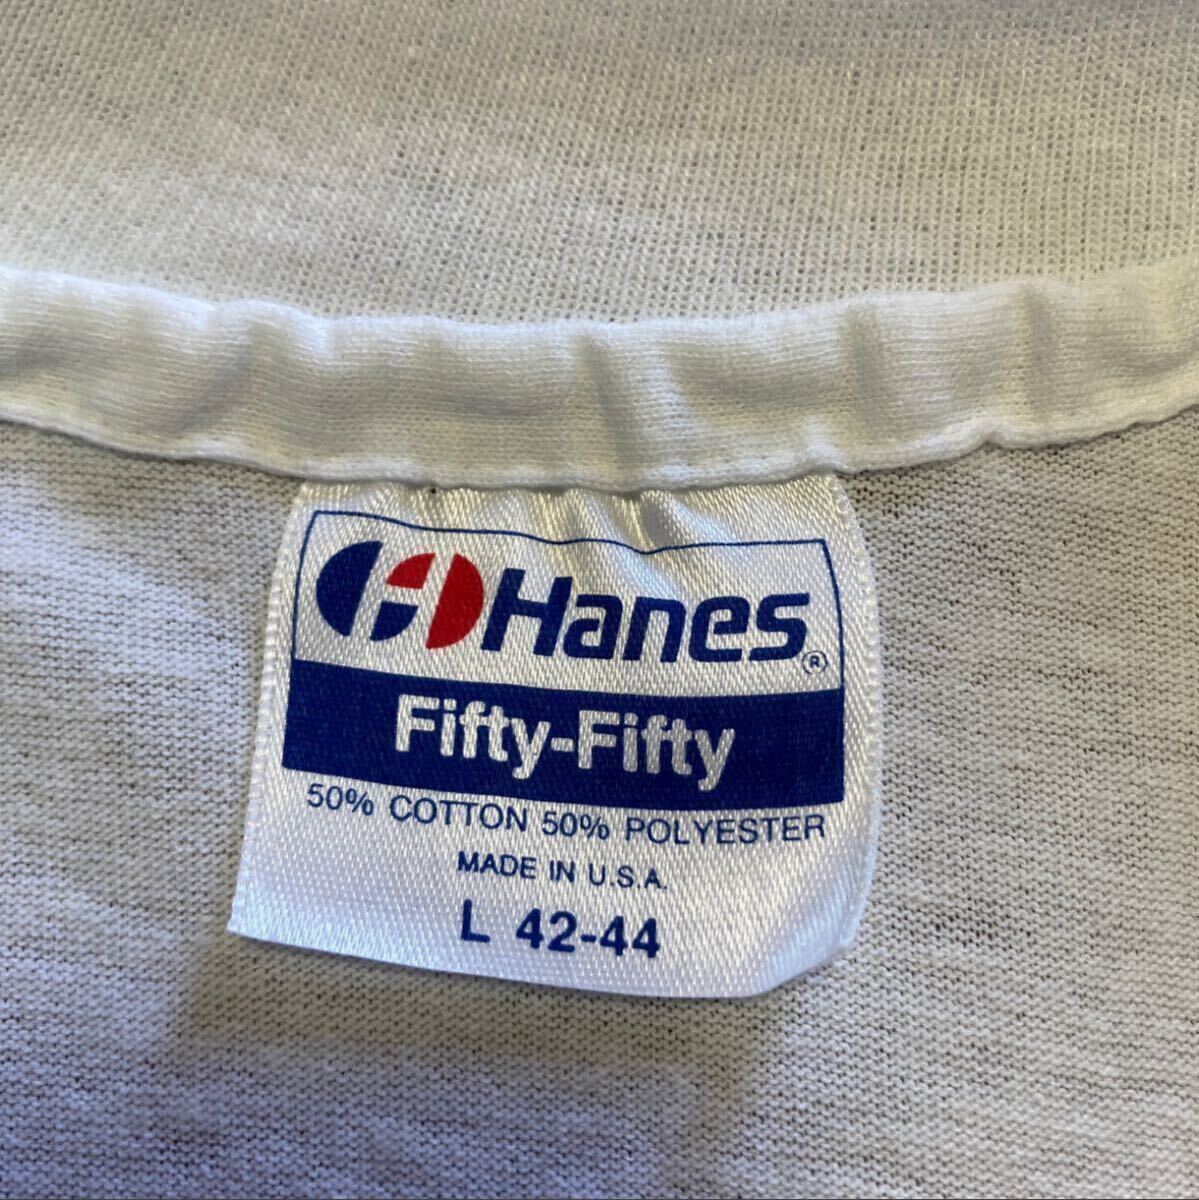 Hanes®
Fifty-Fifty
50% COTTON 50% POLYESTER
MADE IN U.S.A.
L 42-44